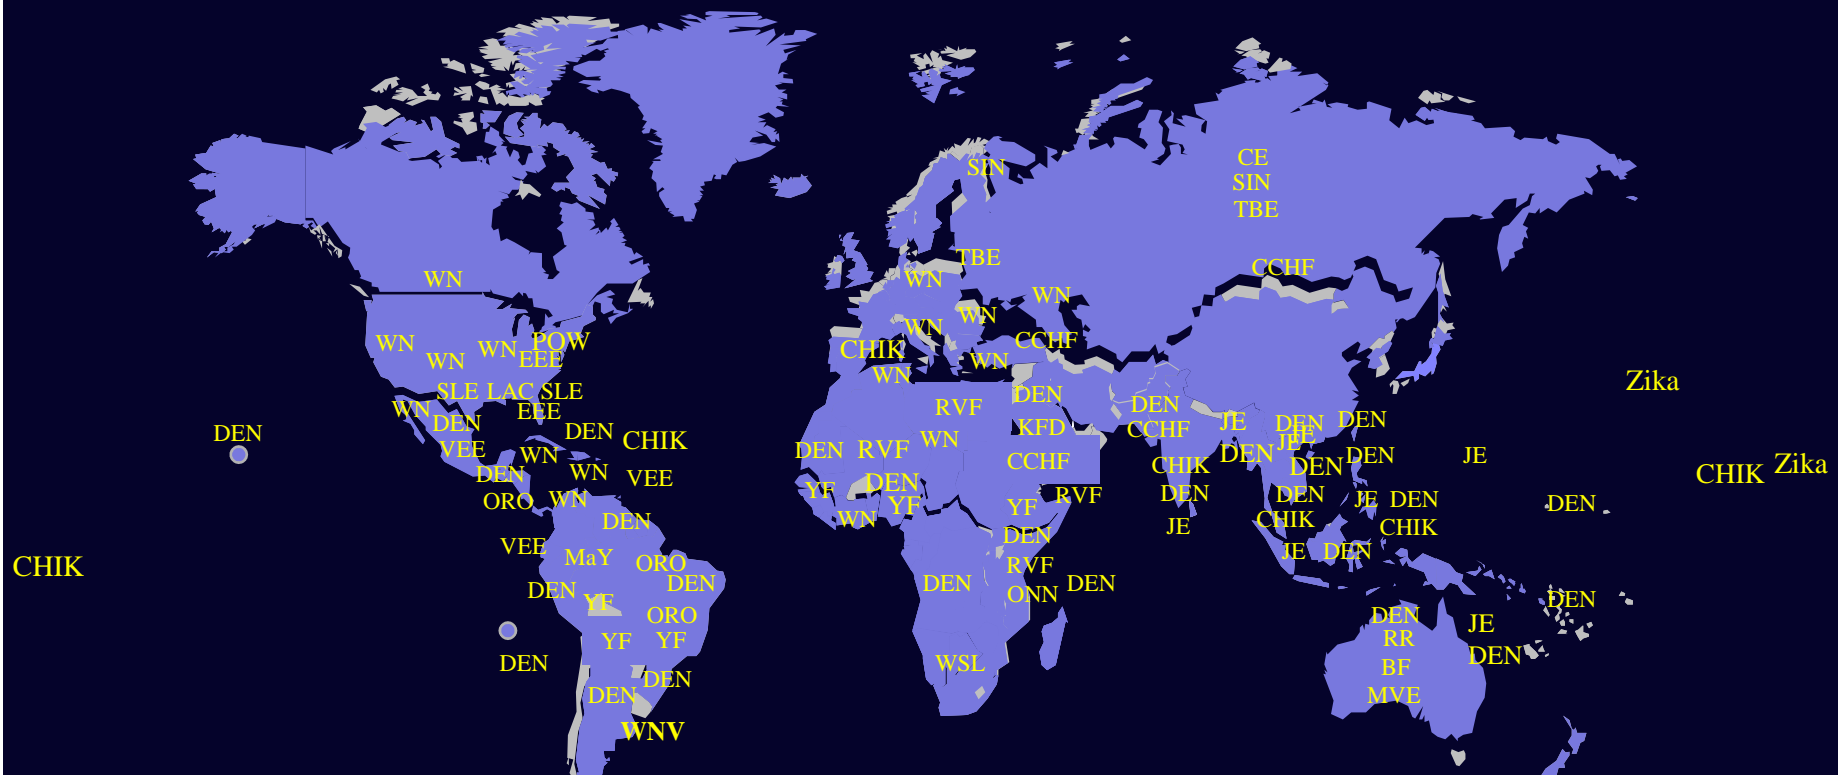 CE
SIN
SIN
TBE
TBE
CCHF
WN
WN
WN
WN
WN
CCHF
WN
POW
WN
WN
CHIK
EEE
WN
WN
WN
Zika
SLE LAC SLE
DEN
DEN
RVF
WN
EEE
DEN
DEN
JE
DEN
KFD
CCHF
DEN
DEN
JE
CHIK
WN
JE
VEE
DEN
RVF
DEN
WN
DEN
JE
CCHF
CHIK
DEN
Zika
DEN
WN
VEE
CHIK
DEN
YF
RVF
DEN
DEN
ORO
WN
YF
YF
JE
DEN
DEN
DEN
WN
CHIK
JE
CHIK
VEE
DEN
JE
DEN
MaY
ORO
RVF
CHIK
DEN
DEN
DEN
DEN
YF
ONN
DEN
ORO
DEN
JE
YF
YF
RR
DEN
DEN
WSL
BF
DEN
DEN
MVE
WNV